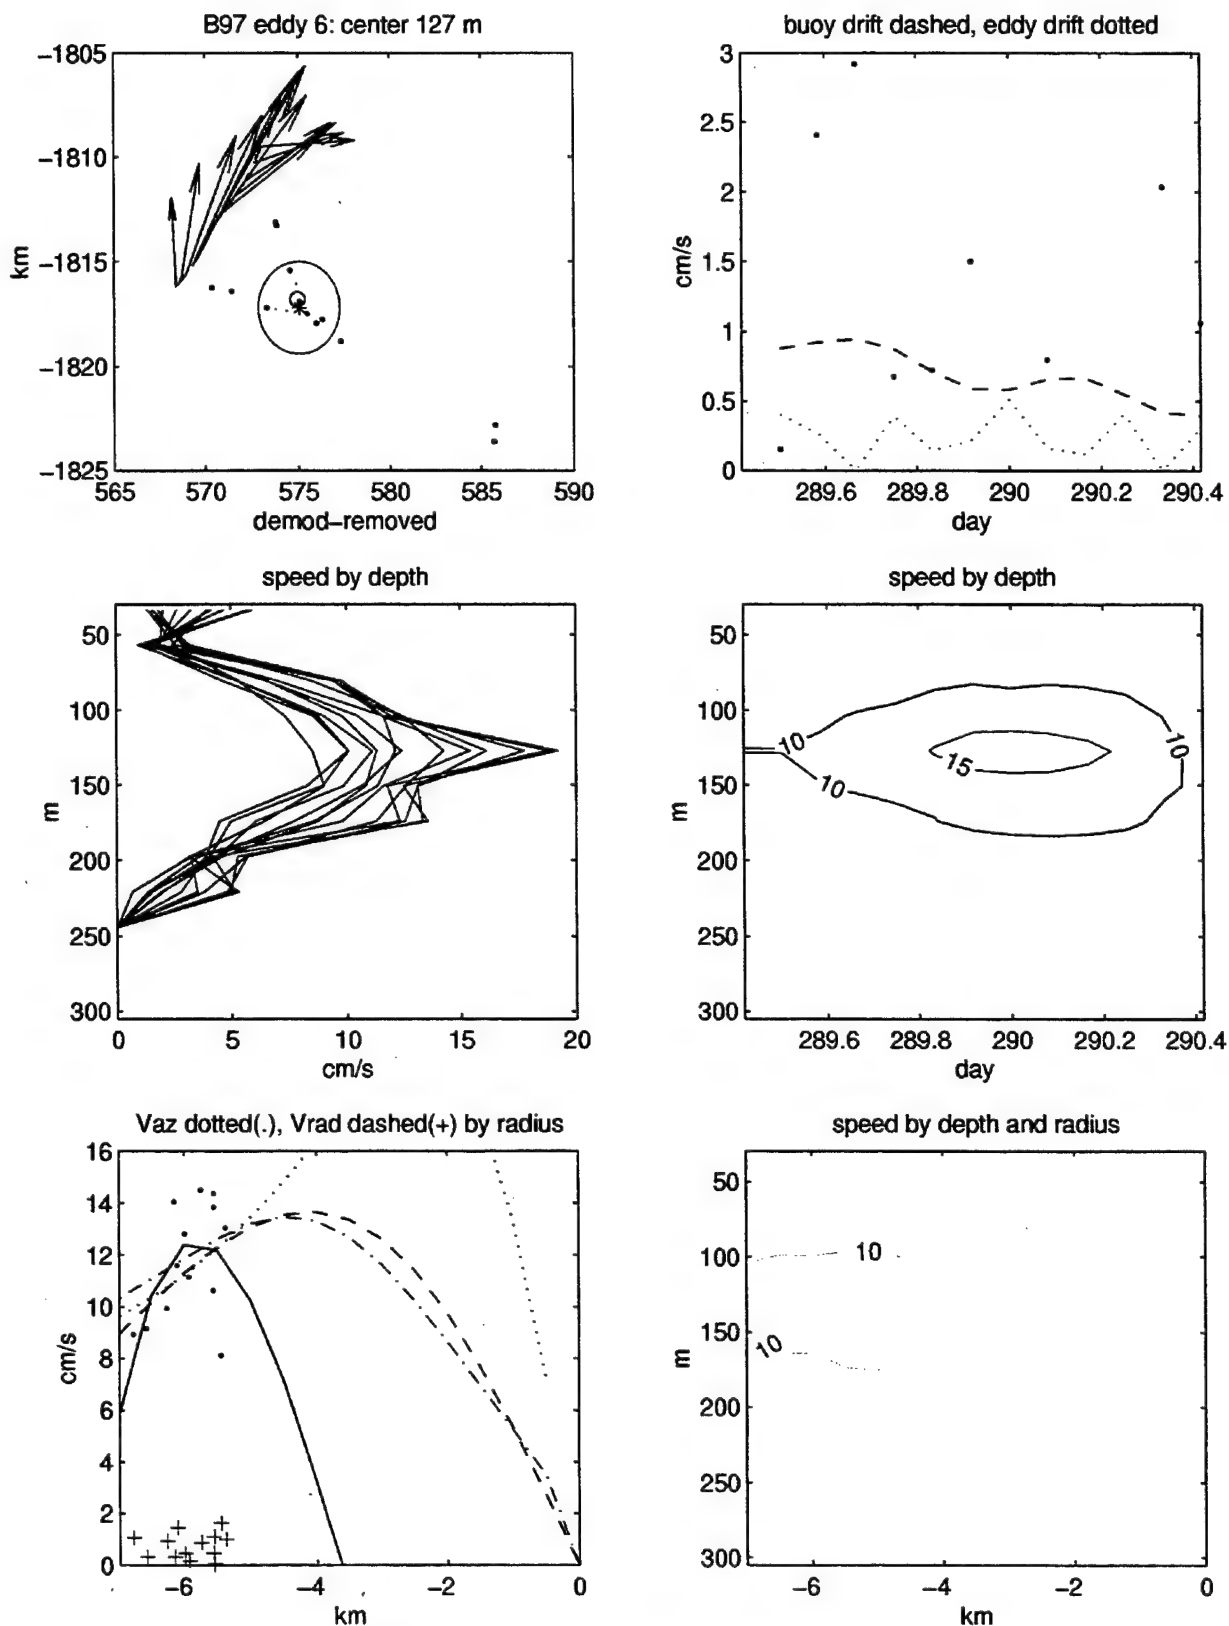 B97 eddy 6: center 127 m
−1805
−1810
−1815
−1820
−1825
km
565 570 575 580 585 590
demod−removed
buoy drift dashed, eddy drift dotted
3
2.5
2
1.5
1
0.5
0
cm/s
289.6 289.8 290 290.2 290.4
day
speed by depth
50
100
150
200
250
300
m
0 5 10 15 20
cm/s
speed by depth
50
100
150
200
250
300
m
10
10
10
15
289.6 289.8 290 290.2 290.4
day
Vaz dotted(.), Vrad dashed(+) by radius
16
14
12
10
8
6
4
2
0
cm/s
−6 −4 −2 0
km
speed by depth and radius
50
100
150
200
250
300
m
10
10
−6 −4 −2 0
km